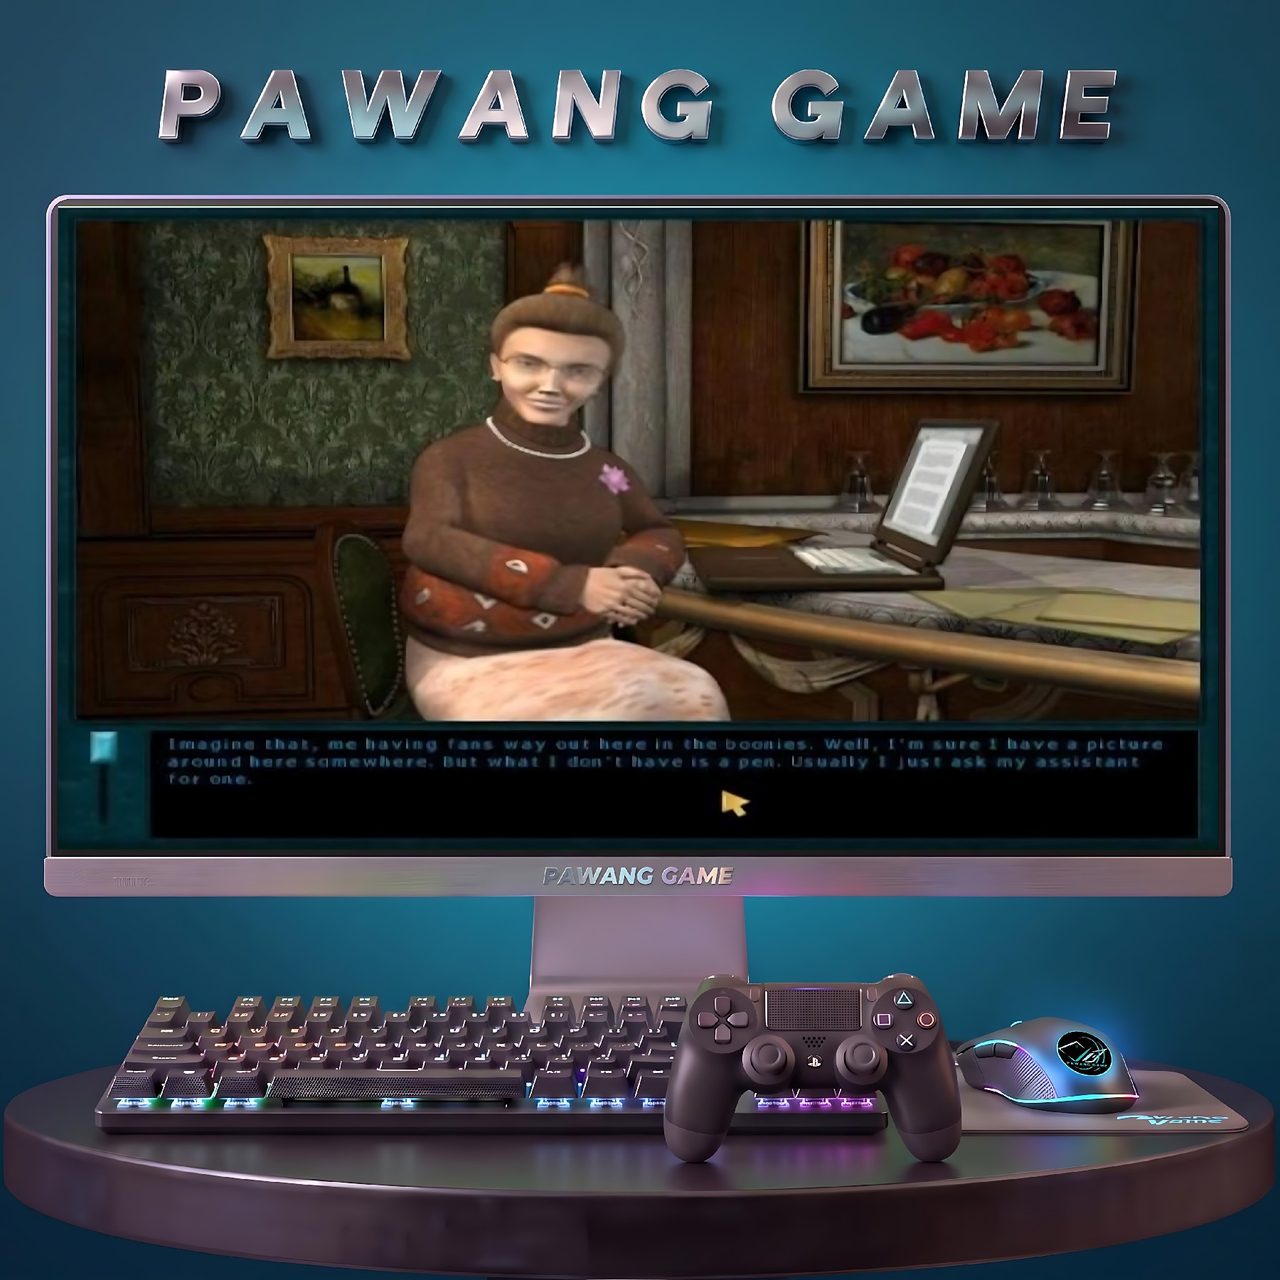 PAWANG GAME
Imagine that, me having fans way out here in the boonies. Well, I'm sure I have a picture
around here somewhere. But what I don't have is a pen. Usually I just ask my assistant
for one.
PAWANG GAME